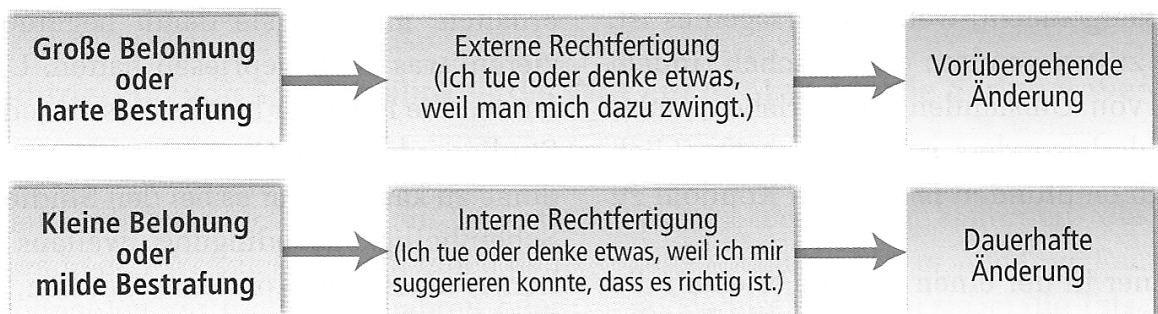 Große Belohnung
oder
harte Bestrafung
Externe Rechtfertigung
(Ich tue oder denke etwas,
weil man mich dazu zwingt.)
Vorübergehende
Änderung
Kleine Belohung
oder
milde Bestrafung
Interne Rechtfertigung
(Ich tue oder denke etwas, weil ich mir
suggerieren konnte, dass es richtig ist.)
Dauerhafte
Änderung